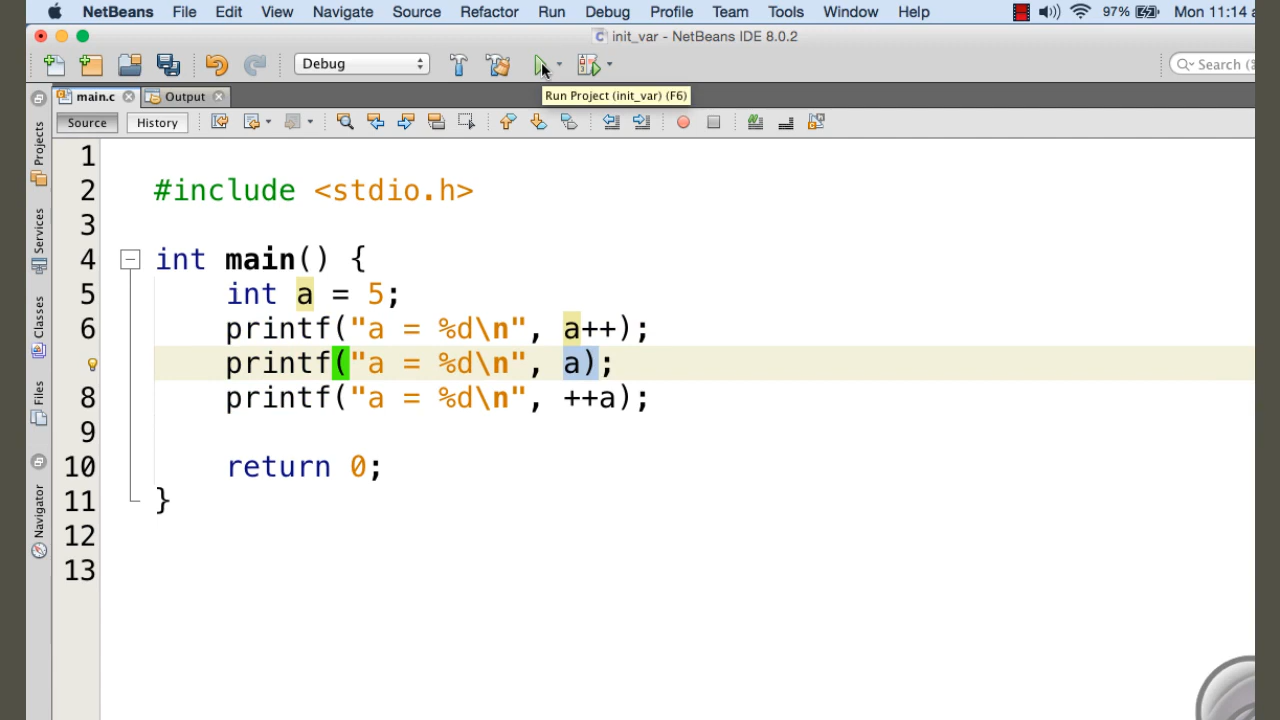 NetBeans File Edit View Navigate Source Refactor Run Debug Profile Team Tools Window Help 97% Mon 11:14 a
init_var - NetBeans IDE 8.0.2
Debug Search (⌘
main.c Output
Run Project (init_var) (F6)
Source History
Projects
Services
Classes
Files
Navigator
1
2 #include <stdio.h>
3
4 int main() {
5 int a = 5;
6 printf("a = %d\n", a++);
printf("a = %d\n", a);
8 printf("a = %d\n", ++a);
9
10 return 0;
11 }
12
13